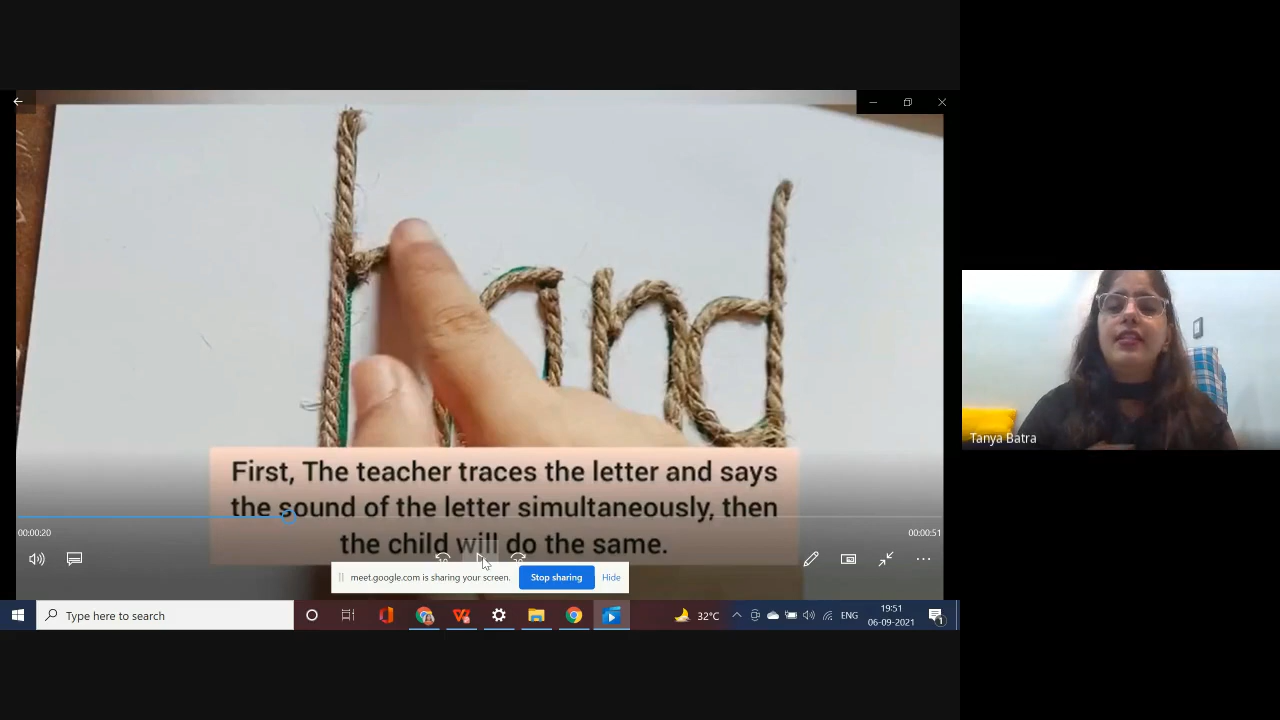 hand
First, The teacher traces the letter and says
the sound of the letter simultaneously, then
the child will do the same.
00:00:20
00:00:51
meet.google.com is sharing your screen.
Stop sharing
Hide
Type here to search
32°C
ENG
19:51
06-09-2021
Tanya Batra